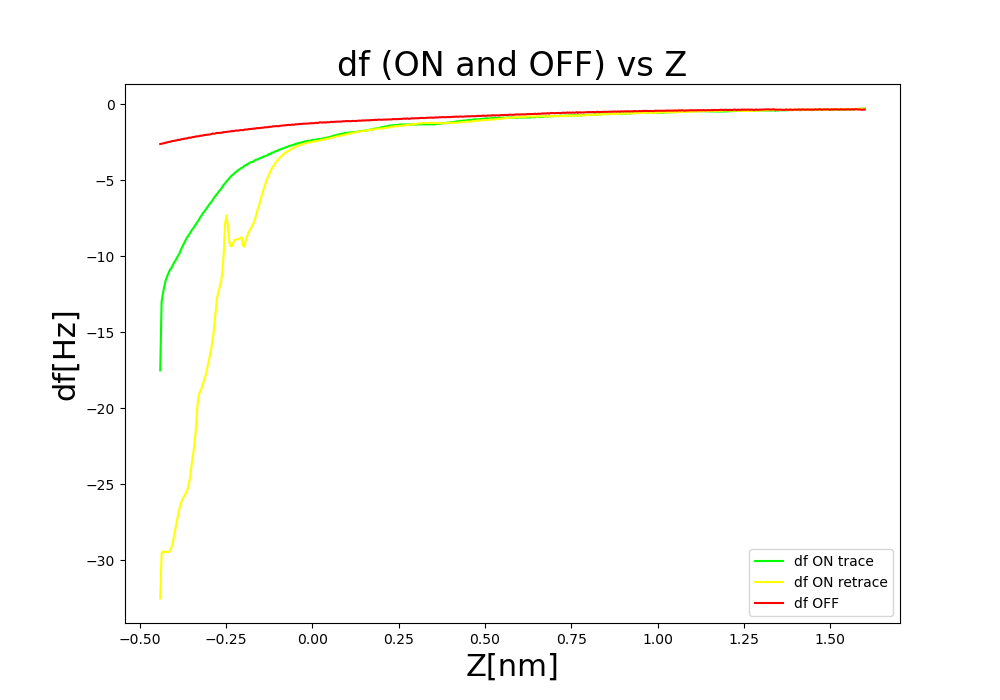 df (ON and OFF) vs Z
df[Hz]
0
−5
−10
−15
−20
−25
−30
−0.50
−0.25
0.00
0.25
0.50
0.75
1.00
1.25
1.50
Z[nm]
df ON trace
df ON retrace
df OFF